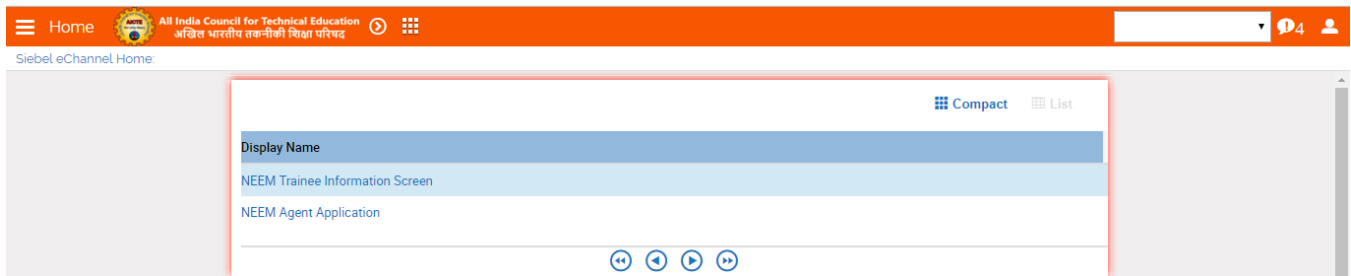 Home
All India Council for Technical Education
अखिल भारतीय तकनीकी शिक्षा परिषद
4
Siebel eChannel Home:
Compact List
Display Name
NEEM Trainee Information Screen
NEEM Agent Application